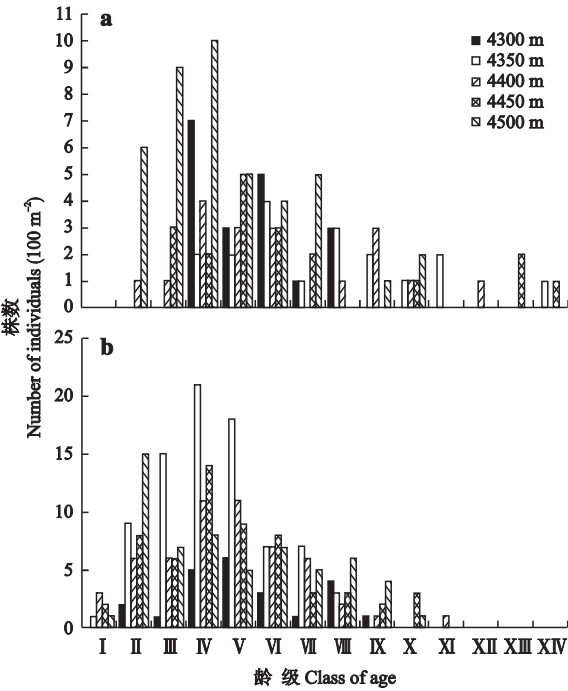 a
11
10
9
8
7
6
5
4
3
2
1
0
4300 m
4350 m
4400 m
4450 m
4500 m
株数
Number of individuals (100 m⁻²)
b
25
20
15
10
5
0
I II III IV V VI VII VIII IX X XI XII XIII XIV
龄 级 Class of age